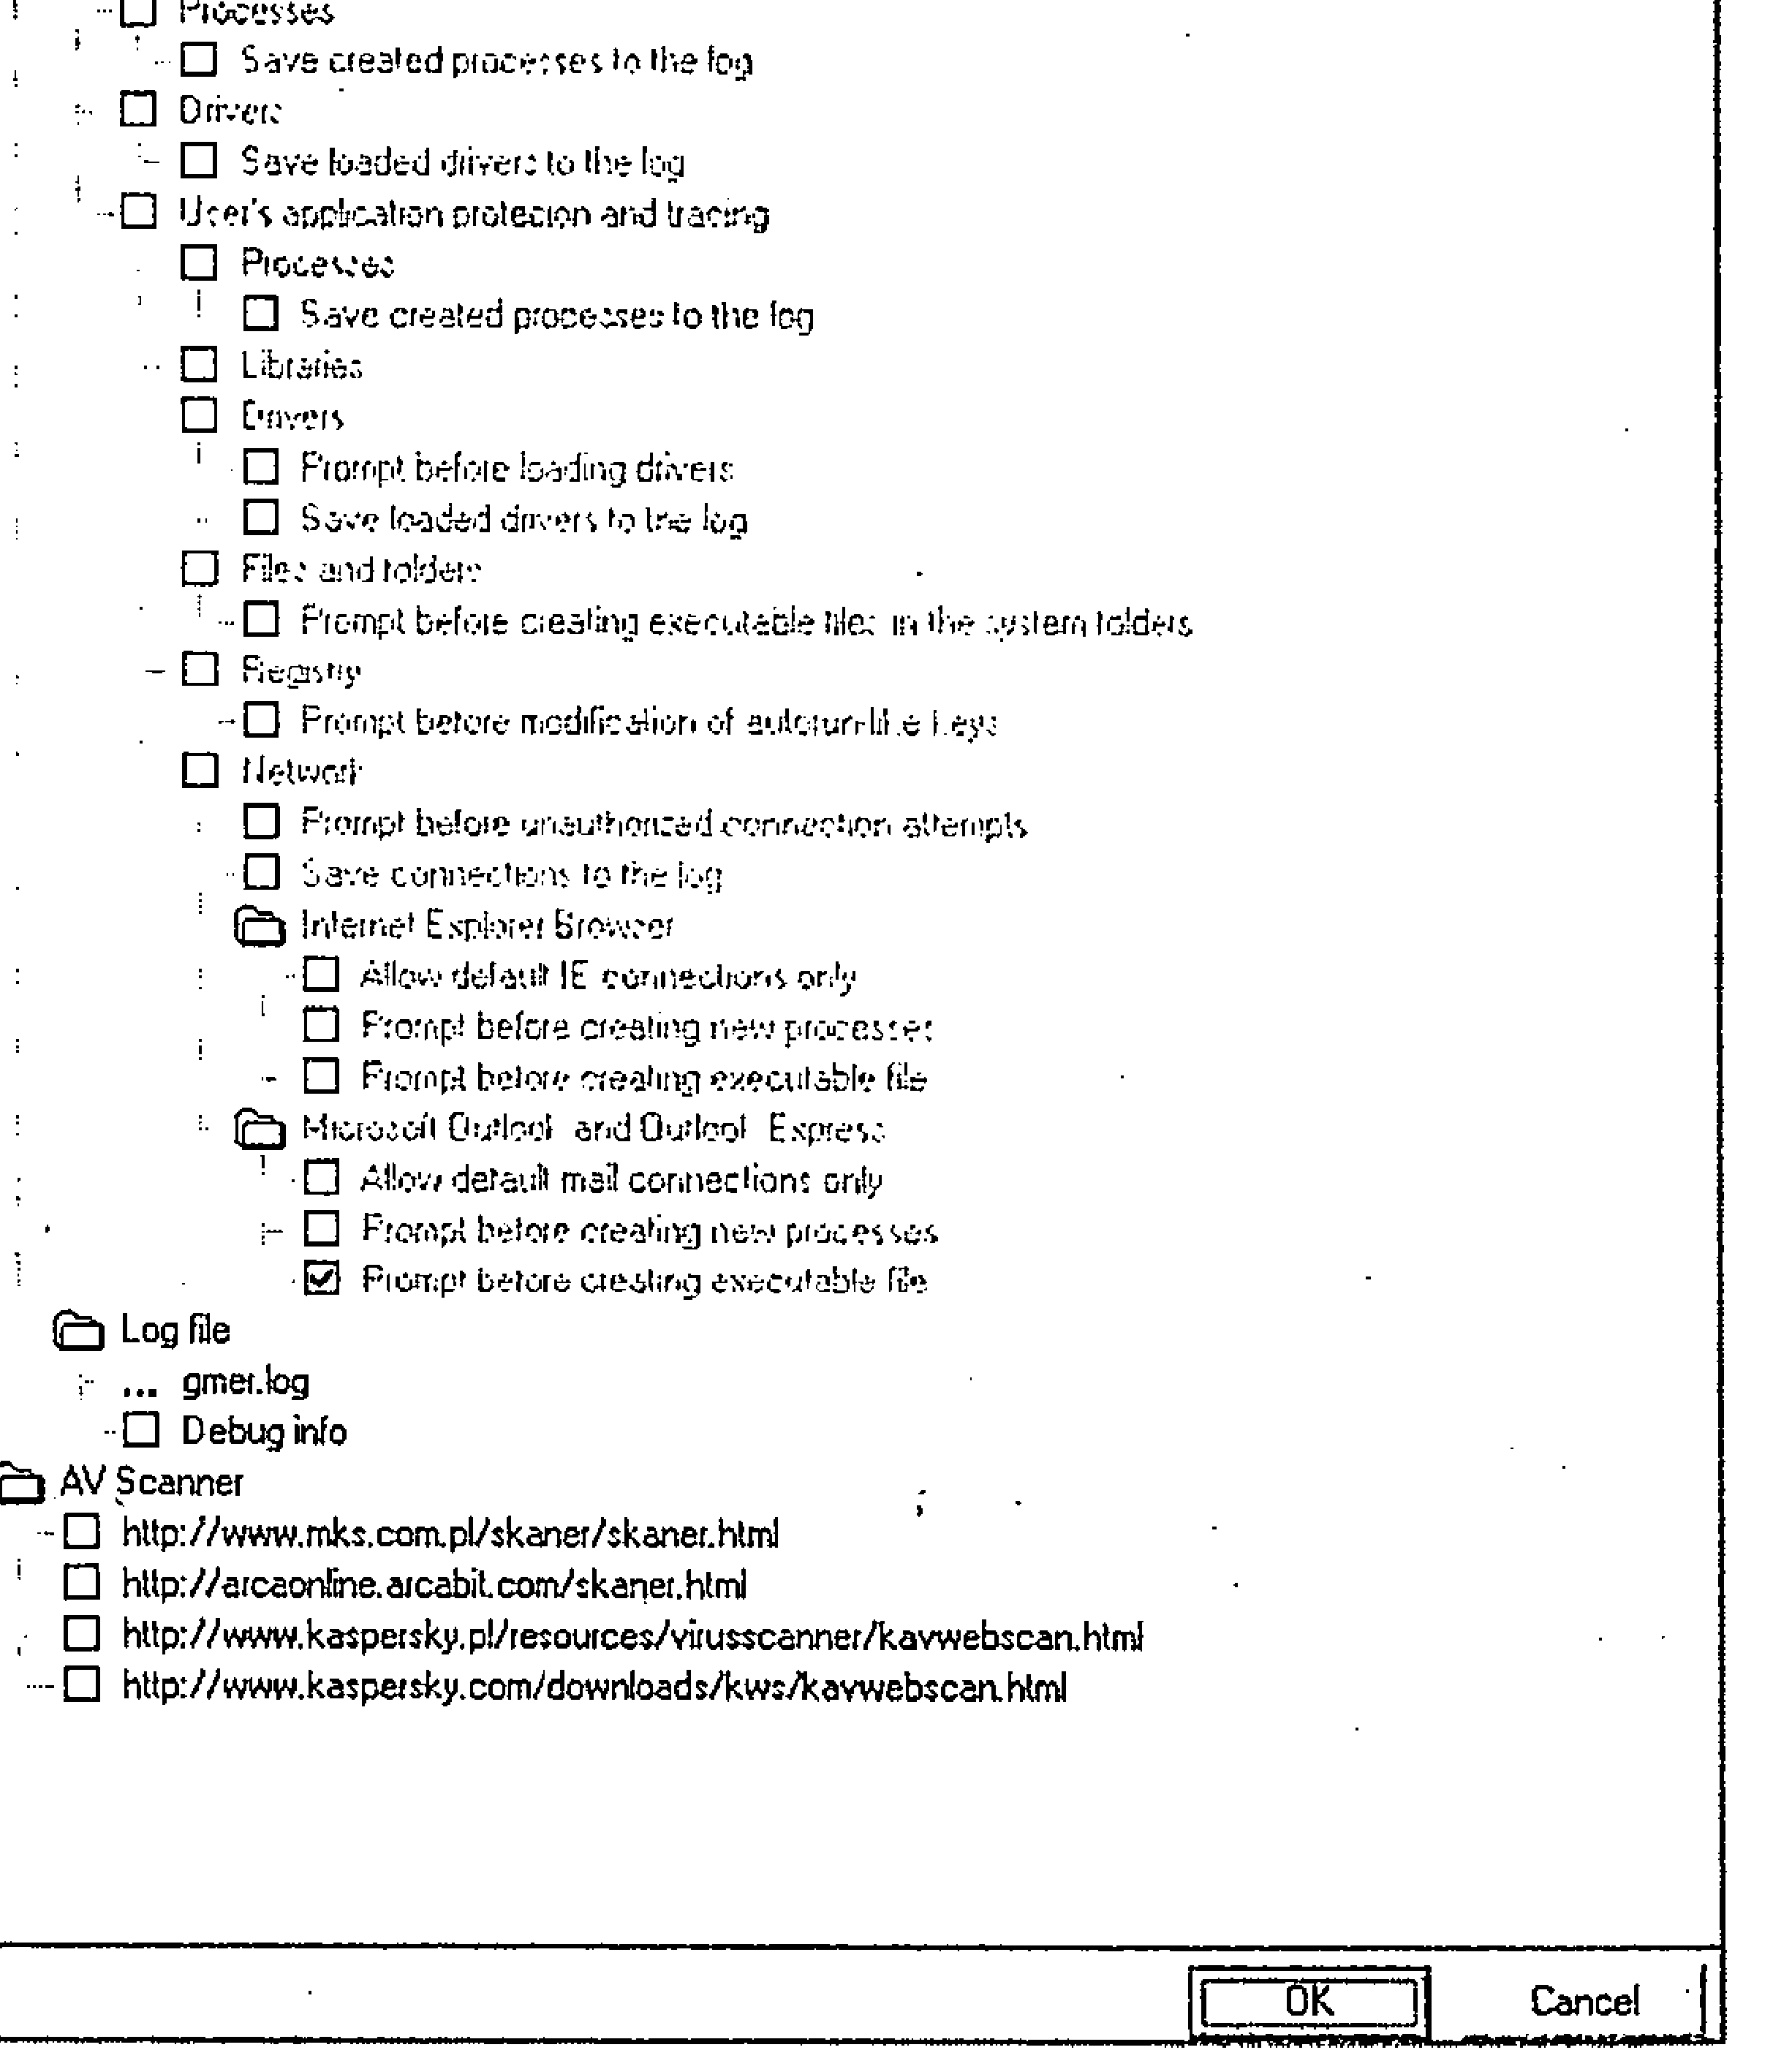 Processes
Save created processes to the log
Drivers
Save loaded drivers to the log
User's application protecion and tracing
Processes
Save created processes to the log
Libraries
Drivers
Prompt before loading drivers
Save loaded drivers to the log
Files and folders
Prompt before creating executable files in the system folders
Registry
Prompt before modification of autorun-like keys
Network
Prompt before unauthorized connection attempts
Save connections to the log
Internet Explorer Browser
Allow default IE connections only
Prompt before creating new processes
Prompt before creating executable file
Microsoft Outlook and Outlook Express
Allow default mail connections only
Prompt before creating new processes
Prompt before creating executable file
Log file
... gmer.log
Debug info
AV Scanner
http://www.mks.com.pl/skaner/skaner.html
http://arcaonline.arcabit.com/skaner.html
http://www.kaspersky.pl/resources/virusscanner/kavwebscan.html
http://www.kaspersky.com/downloads/kws/kavwebscan.html
OK Cancel